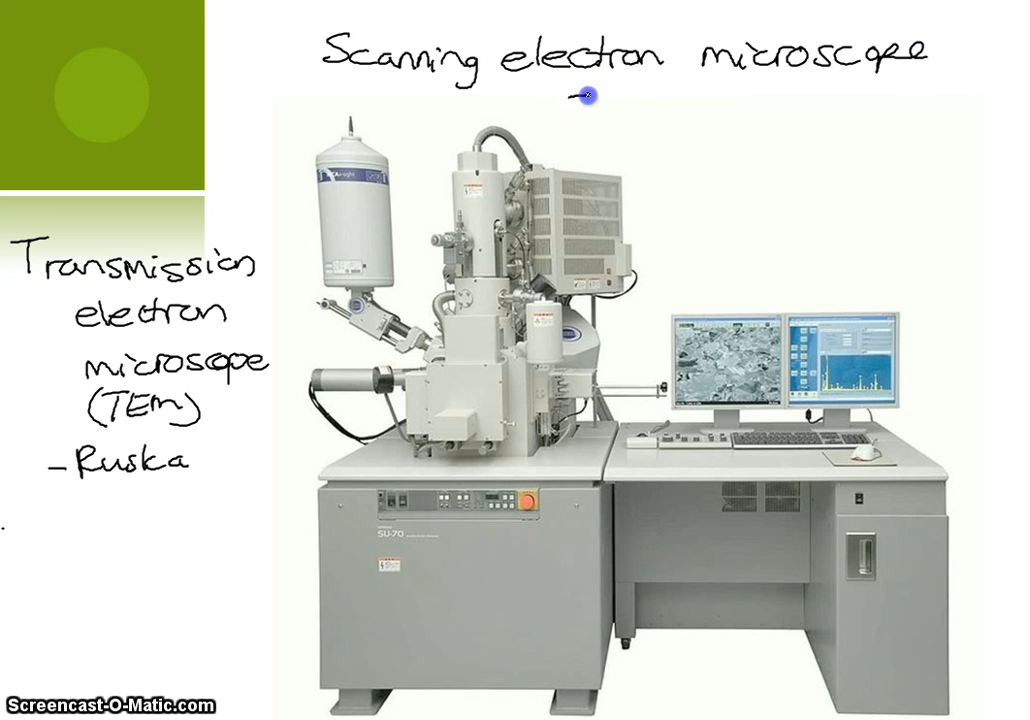 Scanning electron microscope
Transmission
electron
microscope
(TEM)
- Ruska
SU-70
Screencast-O-Matic.com